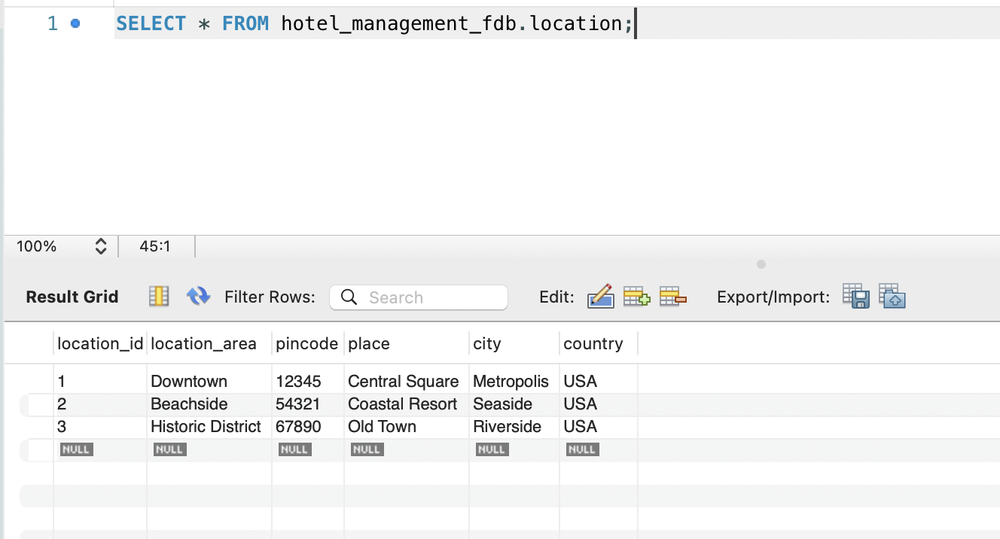 1 SELECT * FROM hotel_management_fdb.location;
100% 45:1
Result Grid Filter Rows: Search Edit: Export/Import:
location_id location_area pincode place city country
1 Downtown 12345 Central Square Metropolis USA
2 Beachside 54321 Coastal Resort Seaside USA
3 Historic District 67890 Old Town Riverside USA
NULL NULL NULL NULL NULL NULL